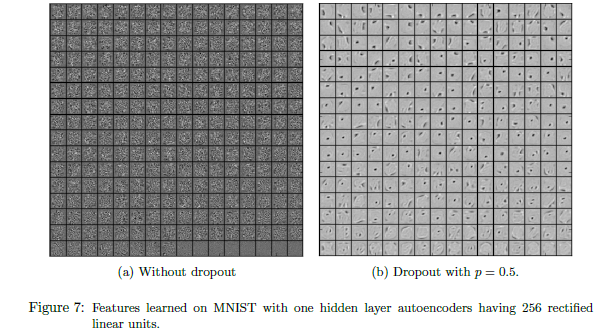 (a) Without dropout
(b) Dropout with p = 0.5.
Figure 7: Features learned on MNIST with one hidden layer autoencoders having 256 rectified
linear units.